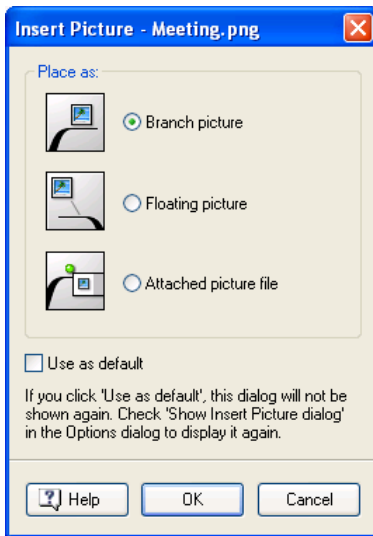 Insert Picture - Meeting.png
Place as:
Branch picture
Floating picture
Attached picture file
Use as default
If you click 'Use as default', this dialog will not be
shown again. Check 'Show Insert Picture dialog'
in the Options dialog to display it again.
Help
OK
Cancel